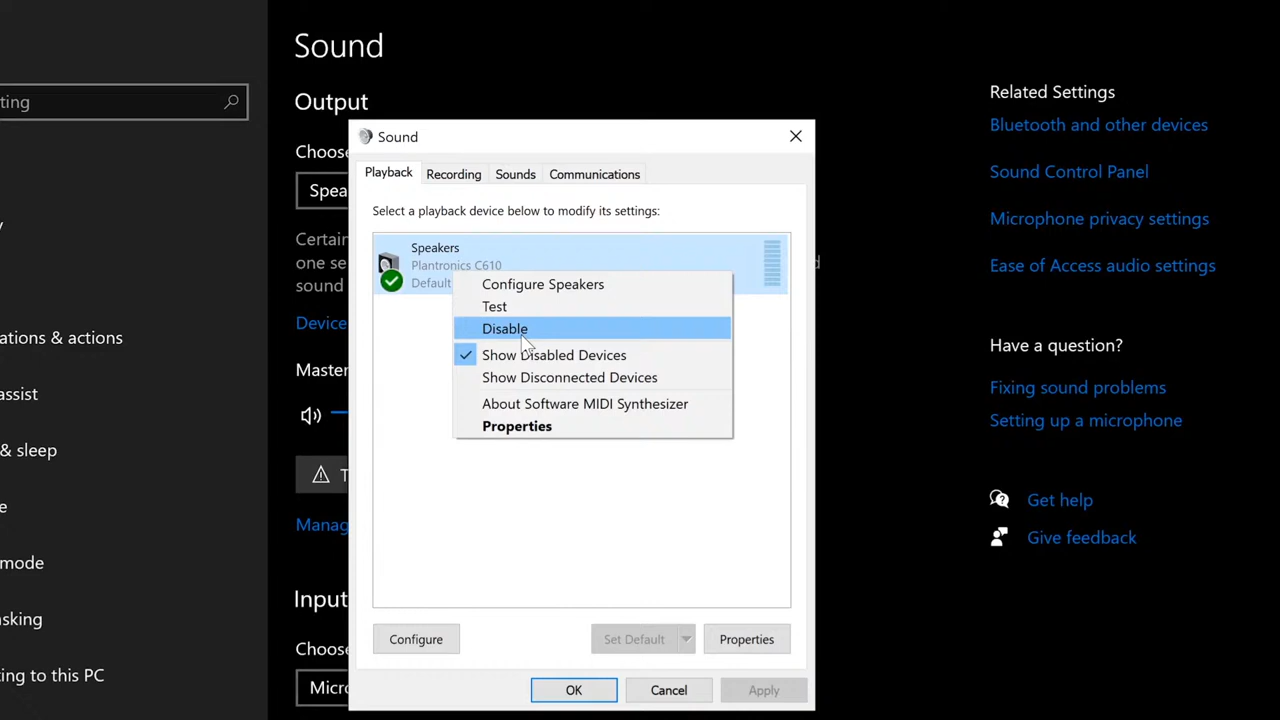 Sound
ting
Output
Choose
Spea
Certain
one se
sound
Device
Master
T
Manag
Input
Choose
Micro
y
otifications & actions
assist
& sleep
e
mode
asking
ting to this PC
Sound
Playback
Recording
Sounds
Communications
Select a playback device below to modify its settings:
Speakers
Plantronics C610
Default
Configure Speakers
Test
Disable
Show Disabled Devices
Show Disconnected Devices
About Software MIDI Synthesizer
Properties
Configure
Set Default
Properties
OK
Cancel
Apply
Related Settings
Bluetooth and other devices
Sound Control Panel
Microphone privacy settings
Ease of Access audio settings
Have a question?
Fixing sound problems
Setting up a microphone
Get help
Give feedback